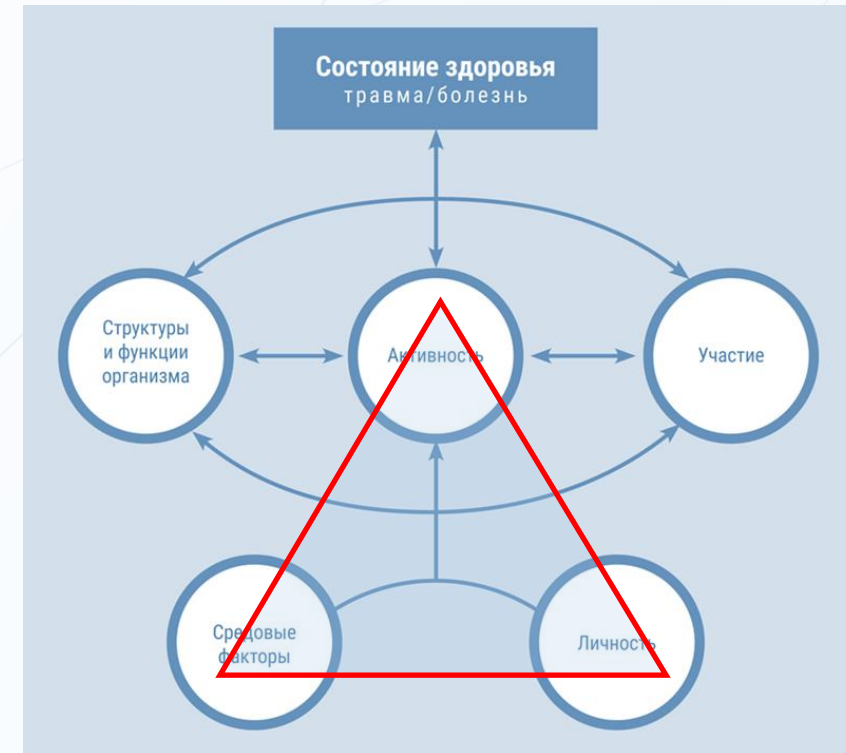 Состояние здоровья
травма/болезнь
Структуры
и функции
организма
Активность
Участие
Средовые
факторы
Личность